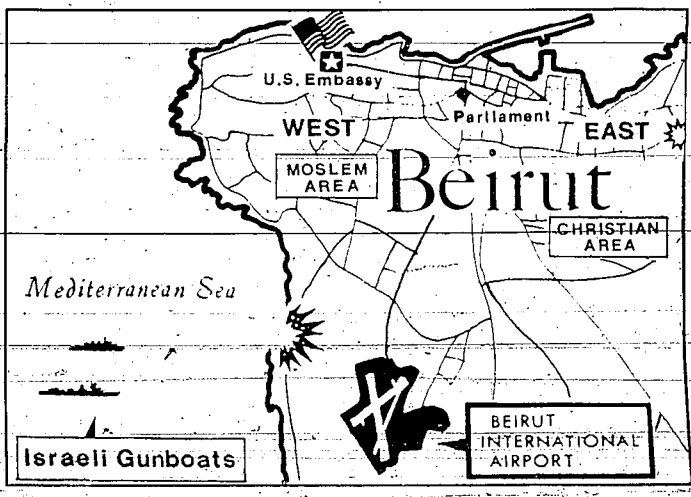 U.S. Embassy
WEST
Parliament
EAST
MOSLEM
AREA
Beirut
CHRISTIAN
AREA
Mediterranean Sea
BEIRUT
INTERNATIONAL
AIRPORT
Israeli Gunboats